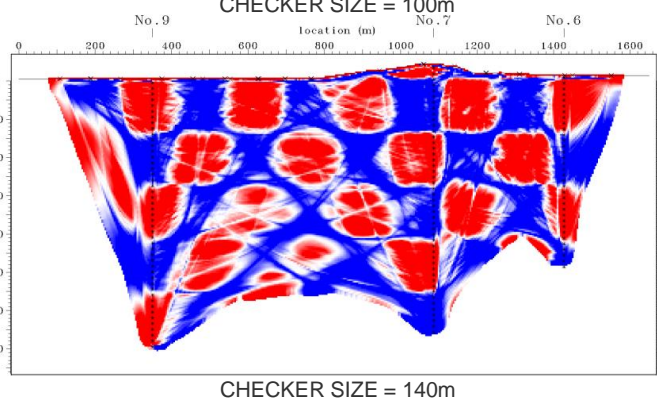 CHECKER SIZE = 100m
No.9 No.7 No.6
location (m)
0 200 400 600 800 1000 1200 1400 1600
CHECKER SIZE = 140m